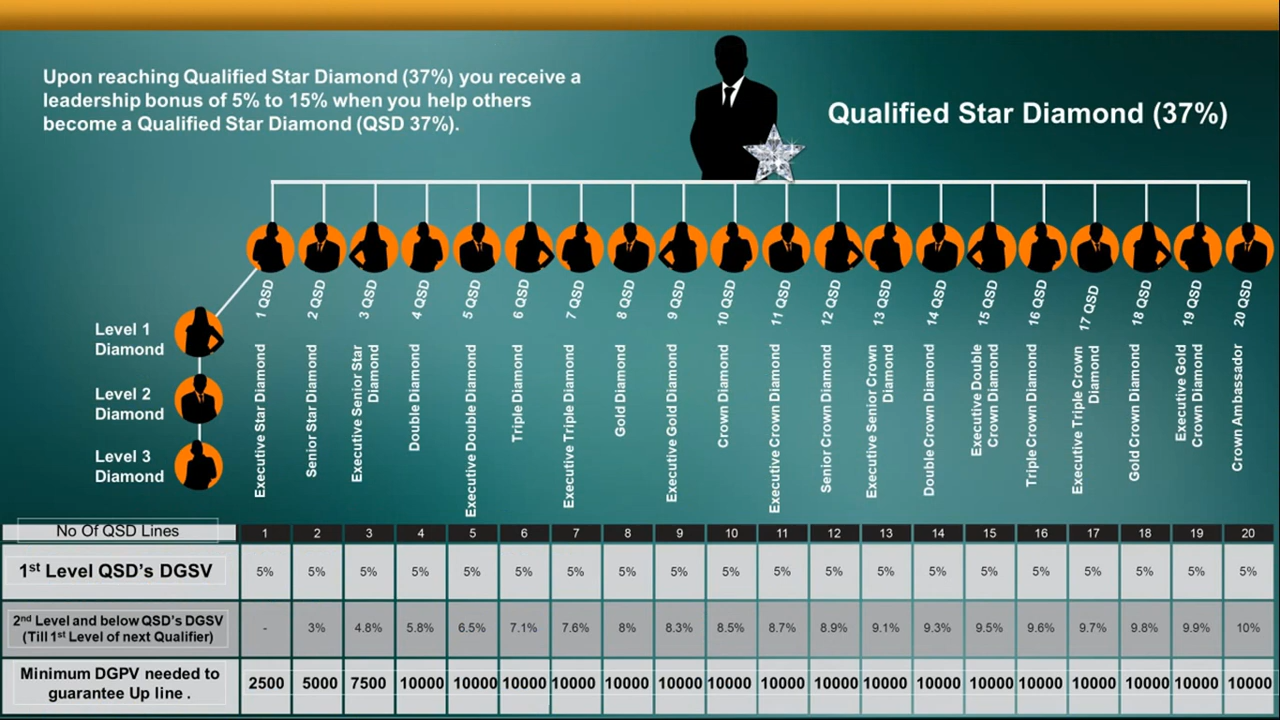 Upon reaching Qualified Star Diamond (37%) you receive a
leadership bonus of 5% to 15% when you help others
become a Qualified Star Diamond (QSD 37%).
Qualified Star Diamond (37%)
Level 1
Diamond
Level 2
Diamond
Level 3
Diamond
1 QSD
2 QSD
3 QSD
4 QSD
5 QSD
6 QSD
7 QSD
8 QSD
9 QSD
10 QSD
11 QSD
12 QSD
13 QSD
14 QSD
15 QSD
16 QSD
17 QSD
18 QSD
19 QSD
20 QSD
Executive Star Diamond
Senior Star Diamond
Executive Senior Star
Diamond
Double Diamond
Executive Double Diamond
Triple Diamond
Executive Triple Diamond
Gold Diamond
Executive Gold Diamond
Crown Diamond
Executive Crown Diamond
Senior Crown Diamond
Executive Senior Crown
Diamond
Double Crown Diamond
Executive Double
Crown Diamond
Triple Crown Diamond
Executive Triple Crown
Diamond
Gold Crown Diamond
Executive Gold
Crown Diamond
Crown Ambassador
No Of QSD Lines 1 2 3 4 5 6 7 8 9 10 11 12 13 14 15 16 17 18 19 20
1st Level QSD's DGSV 5% 5% 5% 5% 5% 5% 5% 5% 5% 5% 5% 5% 5% 5% 5% 5% 5% 5% 5% 5%
2nd Level and below QSD's DGSV
(Till 1st Level of next Qualifier) - 3% 4.8% 5.8% 6.5% 7.1% 7.6% 8% 8.3% 8.5% 8.7% 8.9% 9.1% 9.3% 9.5% 9.6% 9.7% 9.8% 9.9% 10%
Minimum DGPV needed to
guarantee Up line . 2500 5000 7500 10000 10000 10000 10000 10000 10000 10000 10000 10000 10000 10000 10000 10000 10000 10000 10000 10000